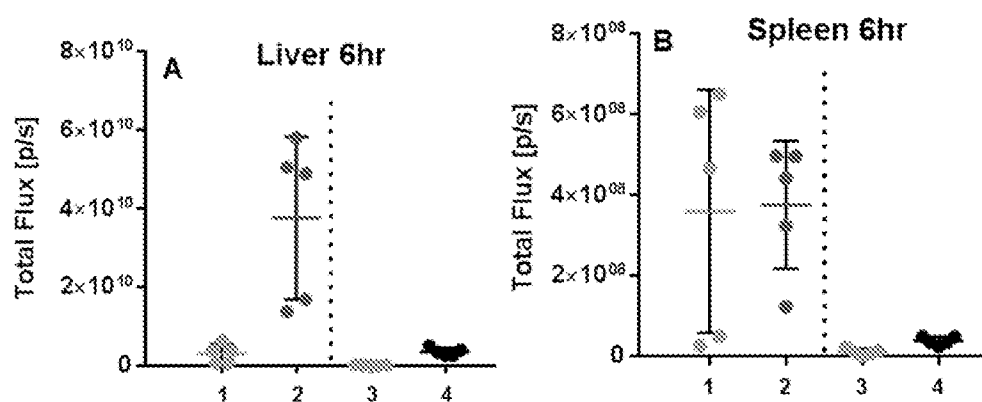 A
Liver 6hr
Total Flux [p/s]
8×10¹⁰
6×10¹⁰
4×10¹⁰
2×10¹⁰
0
1 2 3 4
B
Spleen 6hr
Total Flux [p/s]
8×10⁰⁸
6×10⁰⁸
4×10⁰⁸
2×10⁰⁸
0
1 2 3 4